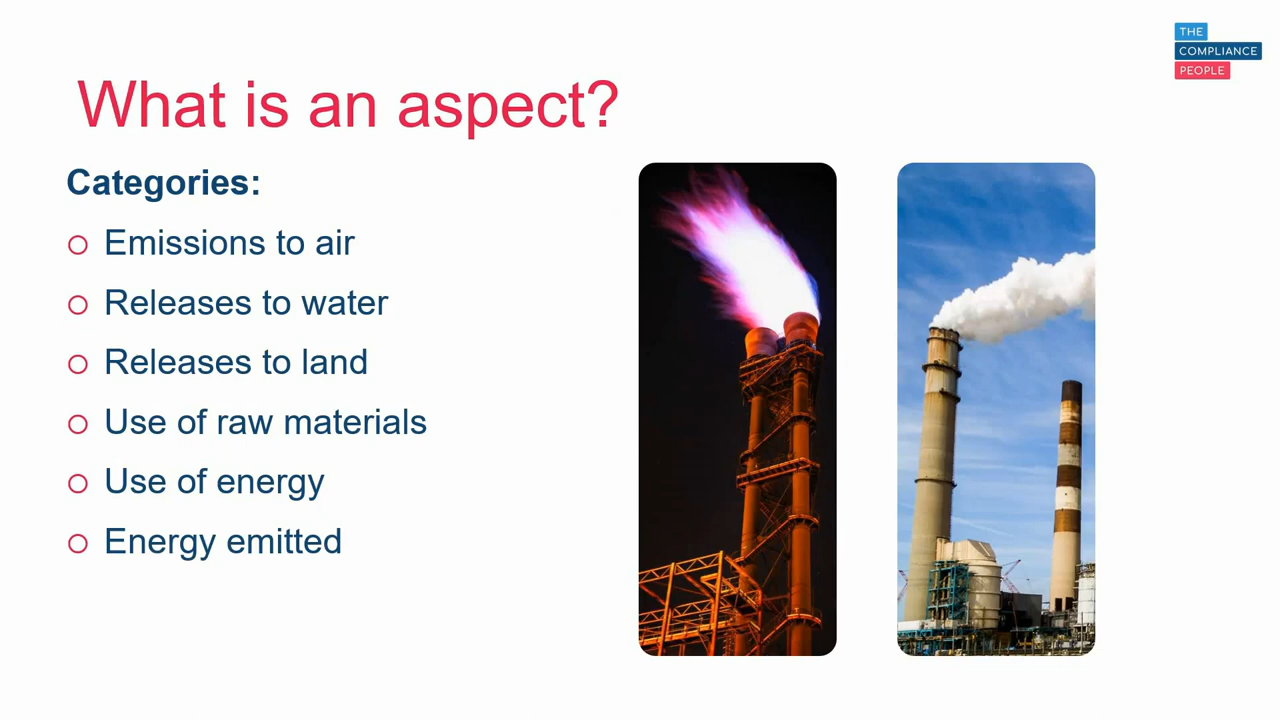 THE
COMPLIANCE
PEOPLE
What is an aspect?
Categories:
Emissions to air
Releases to water
Releases to land
Use of raw materials
Use of energy
Energy emitted